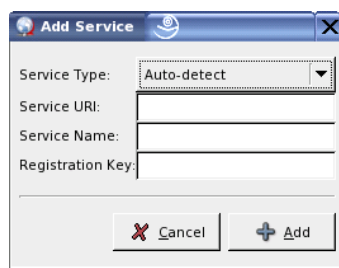 Add Service
Service Type: Auto-detect
Service URI:
Service Name:
Registration Key:
Cancel Add